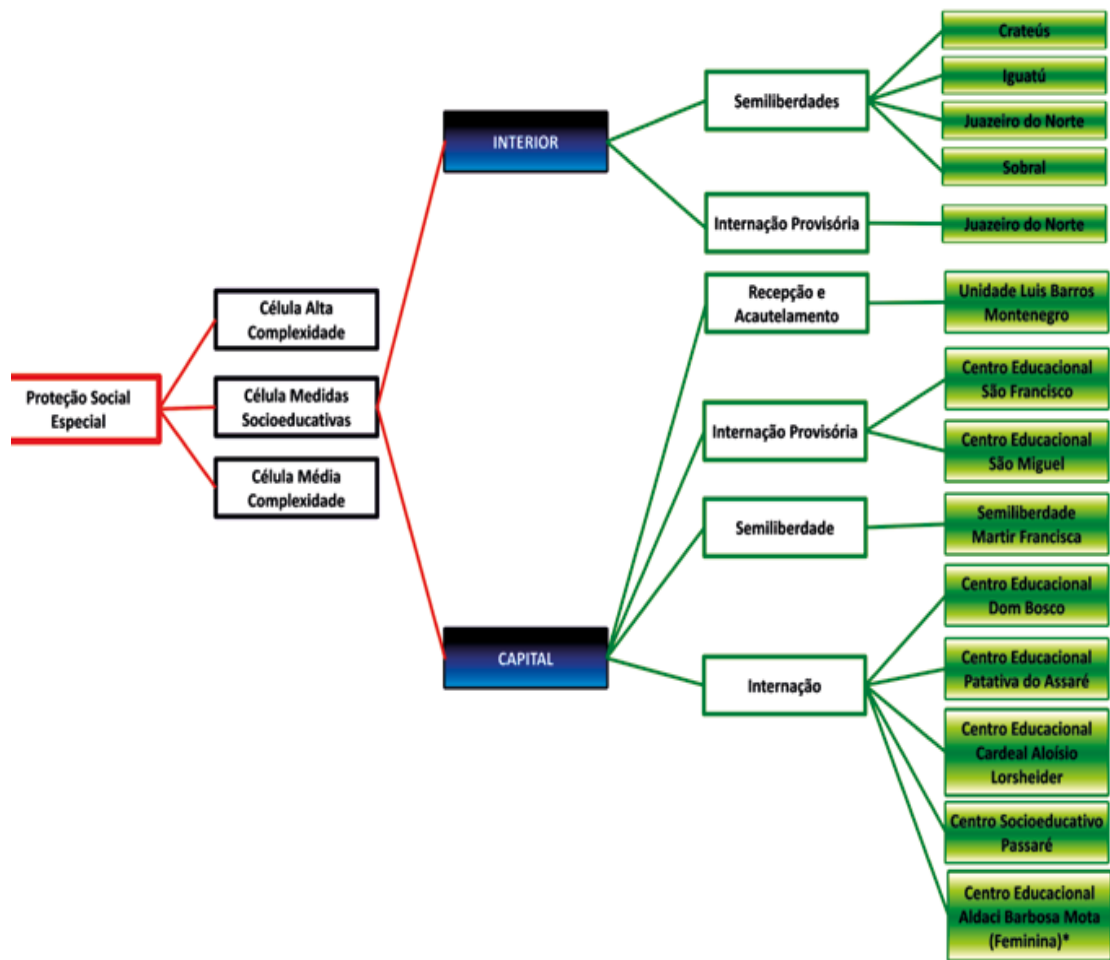 Proteção Social
Especial
Célula Alta
Complexidade
Célula Medidas
Socioeducativas
Célula Média
Complexidade
INTERIOR
Semiliberdades
Crateús
Iguatú
Juazeiro do Norte
Sobral
Internação Provisória
Juazeiro do Norte
CAPITAL
Recepção e
Acautelamento
Unidade Luis Barros
Montenegro
Internação Provisória
Centro Educacional
São Francisco
Centro Educacional
São Miguel
Semiliberdade
Semiliberdade
Martir Francisca
Internação
Centro Educacional
Dom Bosco
Centro Educacional
Patativa do Assaré
Centro Educacional
Cardeal Aloísio
Lorsheider
Centro Socioeducativo
Passaré
Centro Educacional
Aldaci Barbosa Mota
(Feminina)*